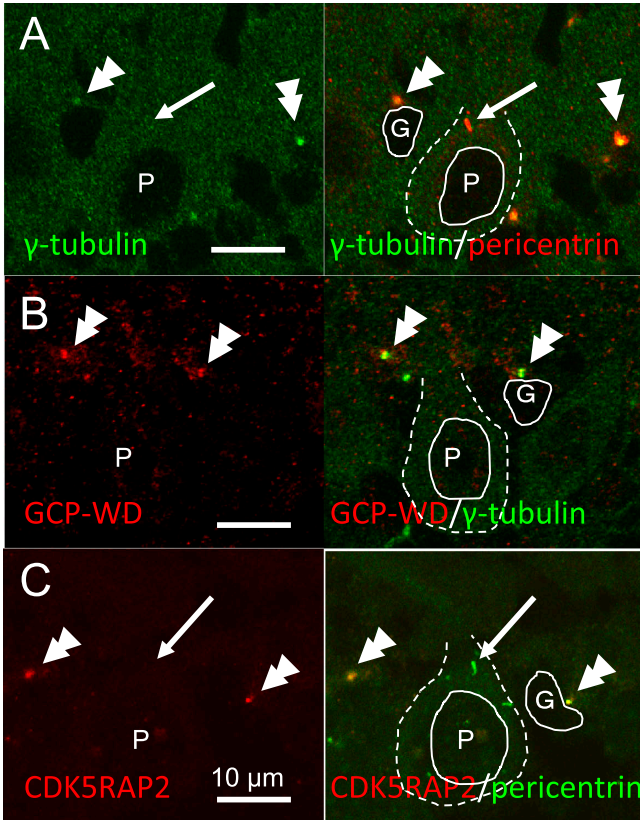 A
P
γ-tubulin
G
P
γ-tubulin/pericentrin
B
P
GCP-WD
G
P
GCP-WD/γ-tubulin
C
P
10 µm
CDK5RAP2
G
P
CDK5RAP2/pericentrin